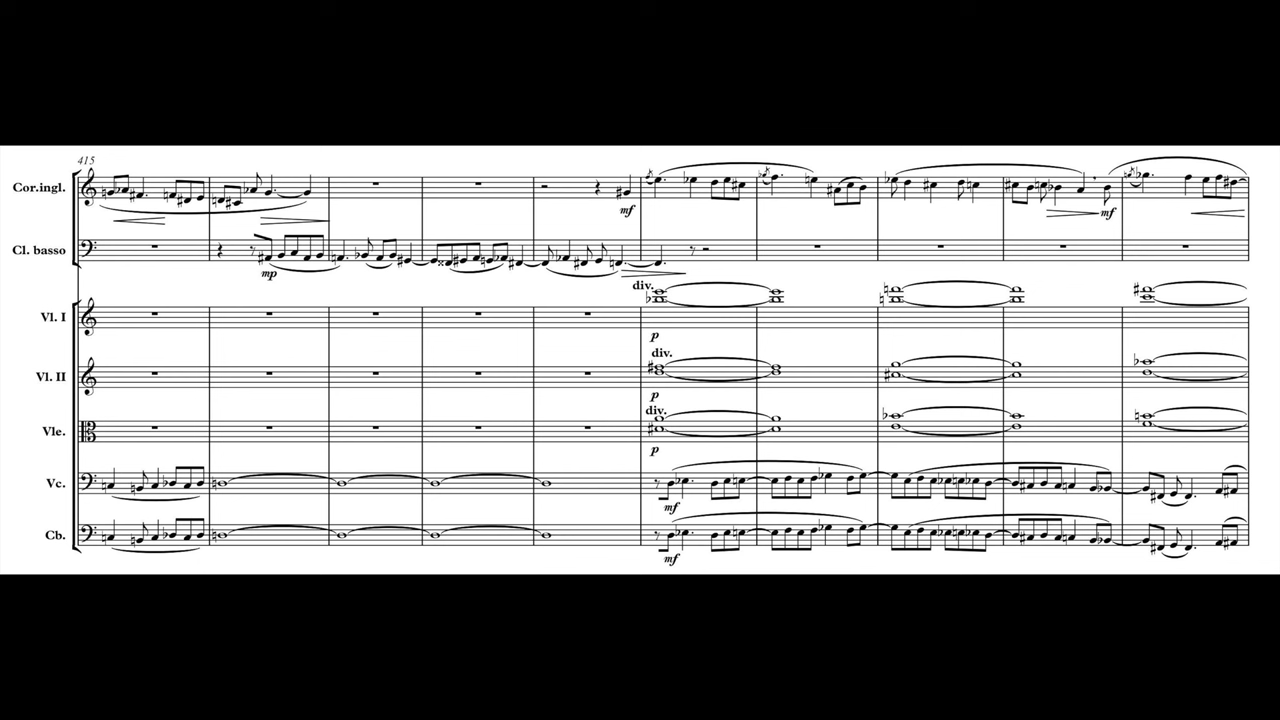 415
Cor.ingl.
mf
mf
Cl. basso
mp
div.
Vl. I
p
div.
Vl. II
p
div.
Vle.
p
Vc.
mf
Cb.
mf